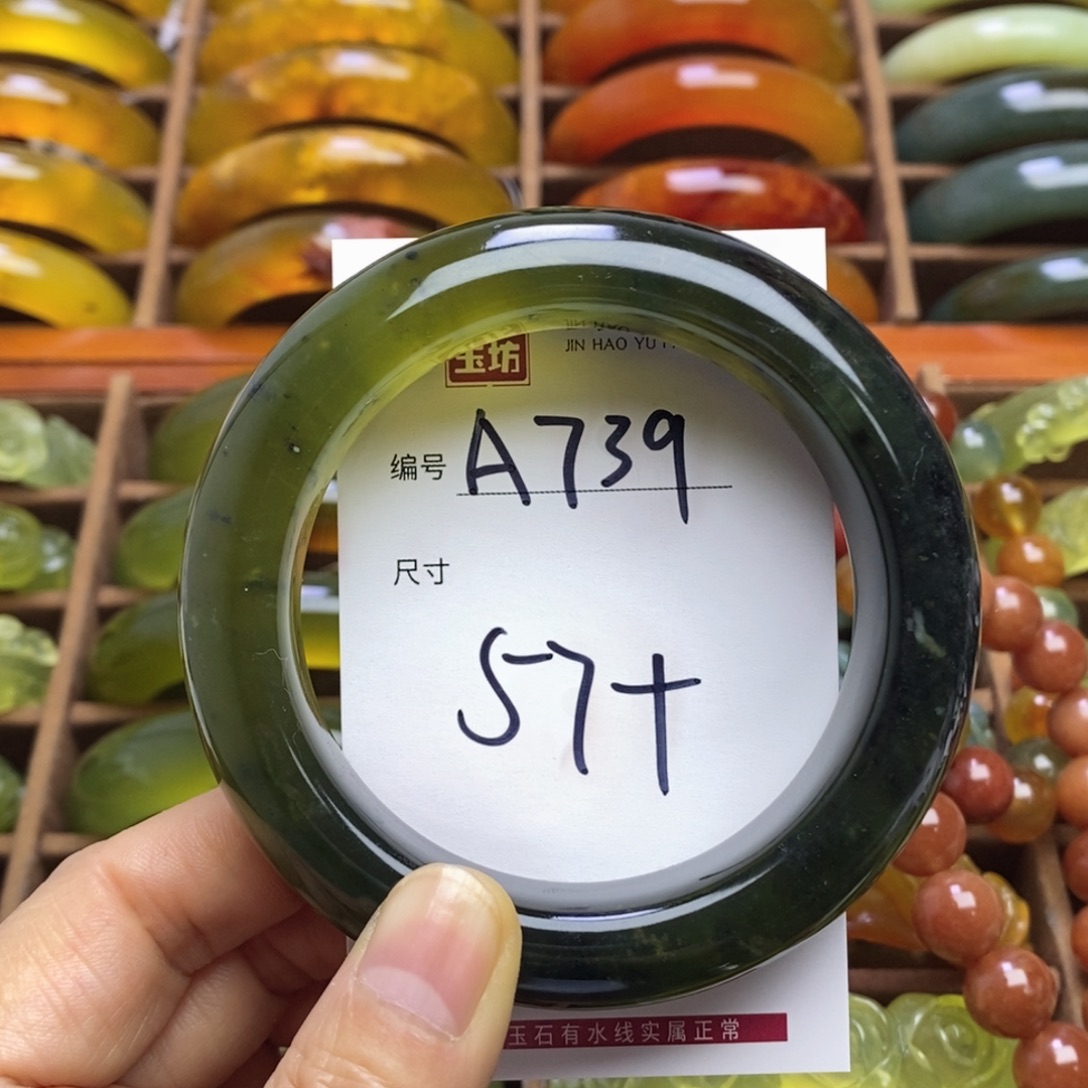 玉坊
JIN HAO YU
编号 A739
尺寸
57+
玉石有水线实属正常